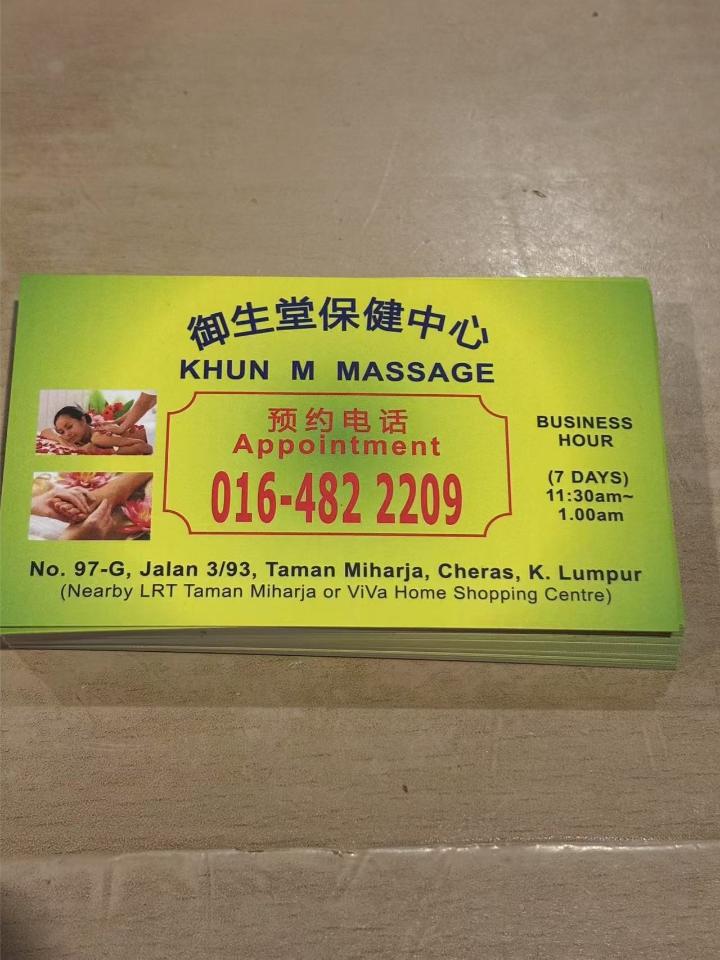 御生堂保健中心
KHUN M MASSAGE
预约电话
Appointment
016-482 2209
BUSINESS
HOUR
(7 DAYS)
11:30am~
1.00am
No. 97-G, Jalan 3/93, Taman Miharja, Cheras, K. Lumpur
(Nearby LRT Taman Miharja or ViVa Home Shopping Centre)